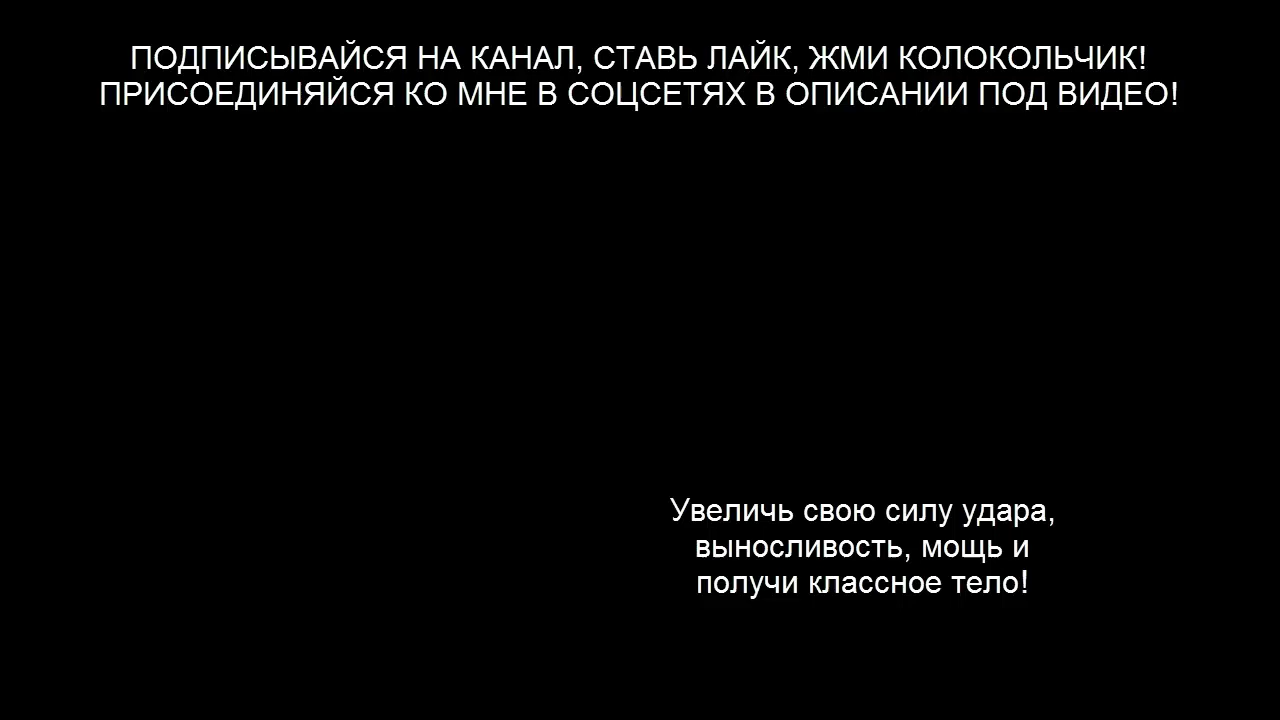 ПОДПИСЫВАЙСЯ НА КАНАЛ, СТАВЬ ЛАЙК, ЖМИ КОЛОКОЛЬЧИК!
ПРИСОЕДИНЯЙСЯ КО МНЕ В СОЦСЕТЯХ В ОПИСАНИИ ПОД ВИДЕО!
Увеличь свою силу удара,
выносливость, мощь и
получи классное тело!